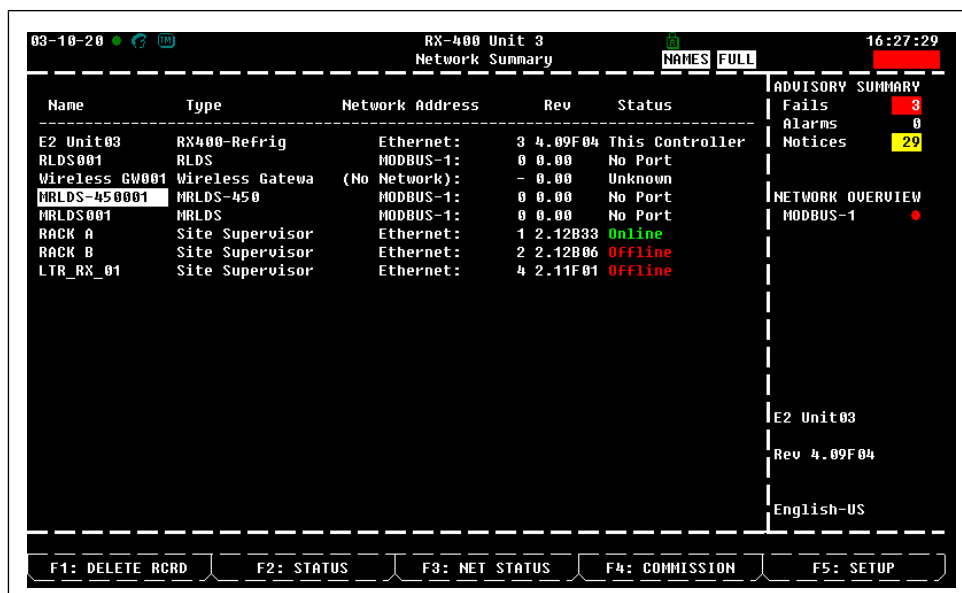 03-10-20 TM RX-400 Unit 3 16:27:29
Network Summary NAMES FULL
ADVISORY SUMMARY
Name Type Network Address Rev Status Fails 3
Alarms 0
E2 Unit03 RX400-Refrig Ethernet: 3 4.09F04 This Controller Notices 29
RLDS001 RLDS MODBUS-1: 0 0.00 No Port
Wireless GW001 Wireless Gatewa (No Network): - 0.00 Unknown
MRLDS-450001 MRLDS-450 MODBUS-1: 0 0.00 No Port NETWORK OVERVIEW
MRLDS001 MRLDS MODBUS-1: 0 0.00 No Port MODBUS-1
RACK A Site Supervisor Ethernet: 1 2.12B33 Online
RACK B Site Supervisor Ethernet: 2 2.12B06 Offline
LTR_RX_01 Site Supervisor Ethernet: 4 2.11F01 Offline
E2 Unit03
Rev 4.09F04
English-US
F1: DELETE RCRD F2: STATUS F3: NET STATUS F4: COMMISSION F5: SETUP